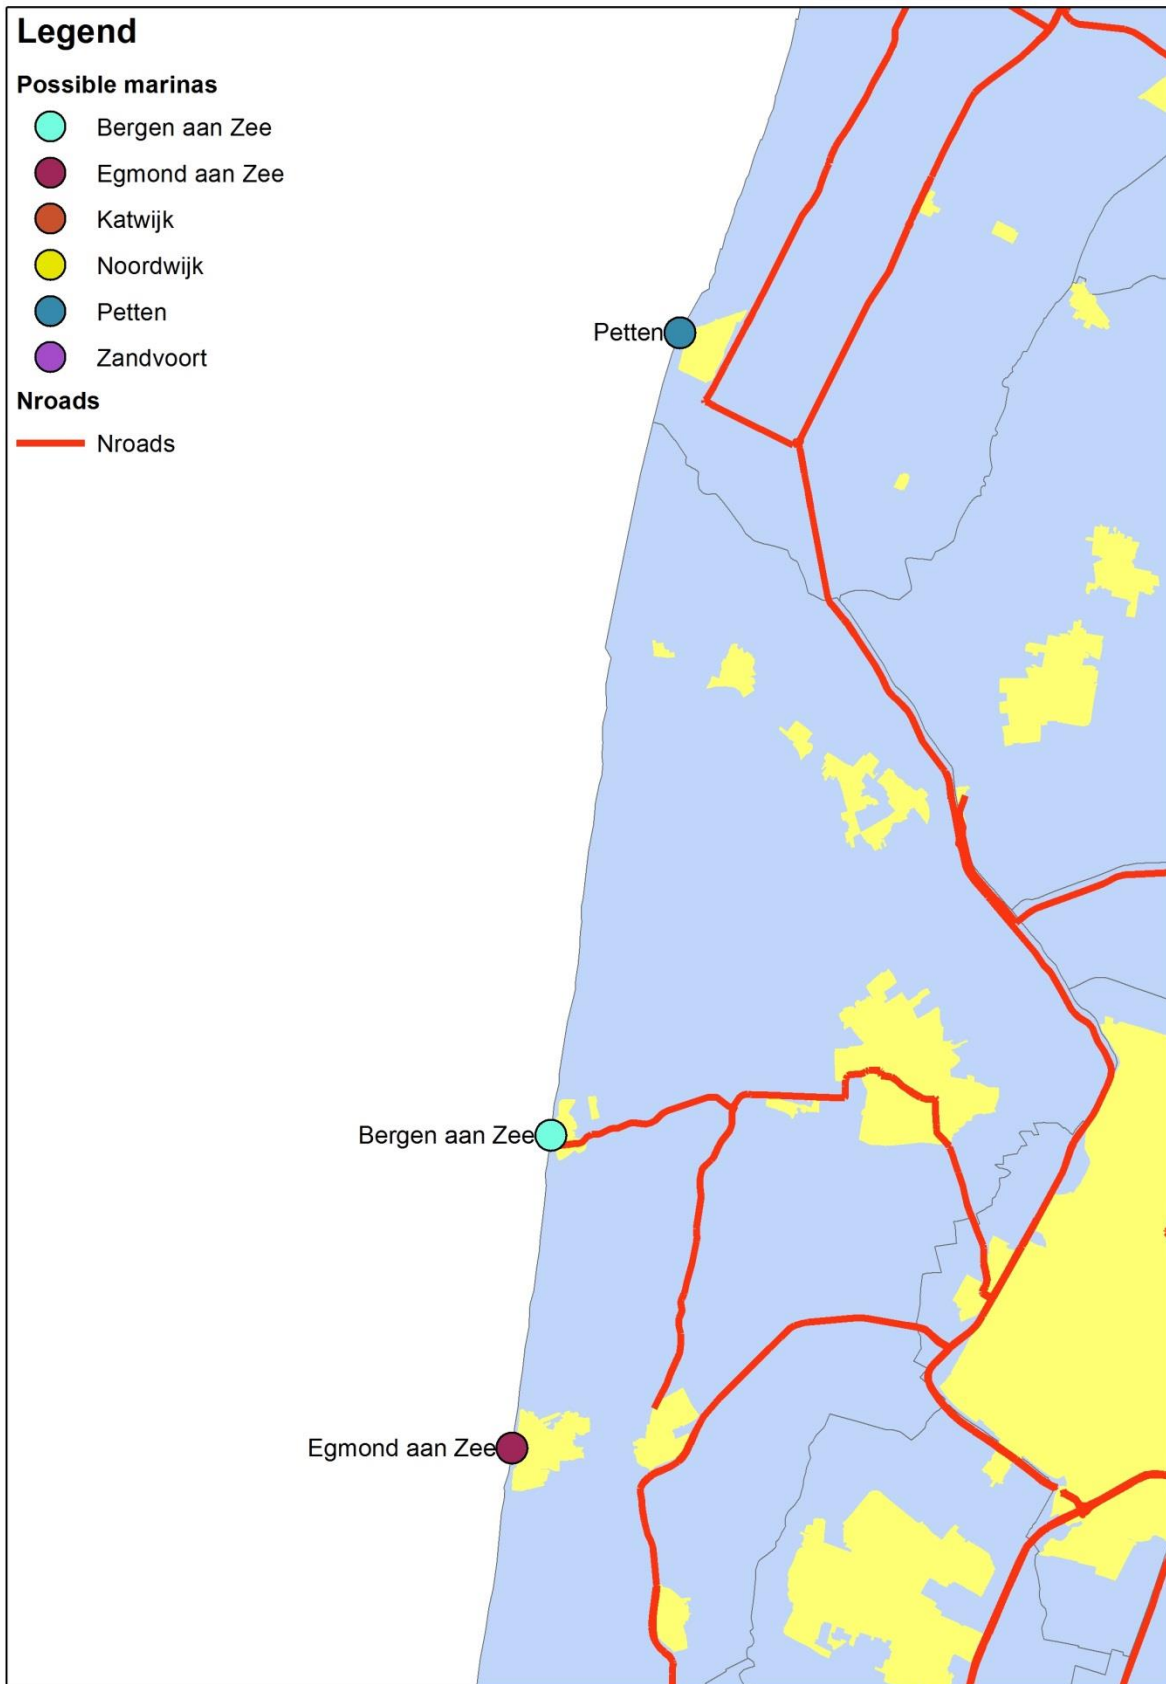 Legend
Possible marinas
Bergen aan Zee
Egmond aan Zee
Katwijk
Noordwijk
Petten
Zandvoort
Nroads
Nroads
Petten
Bergen aan Zee
Egmond aan Zee